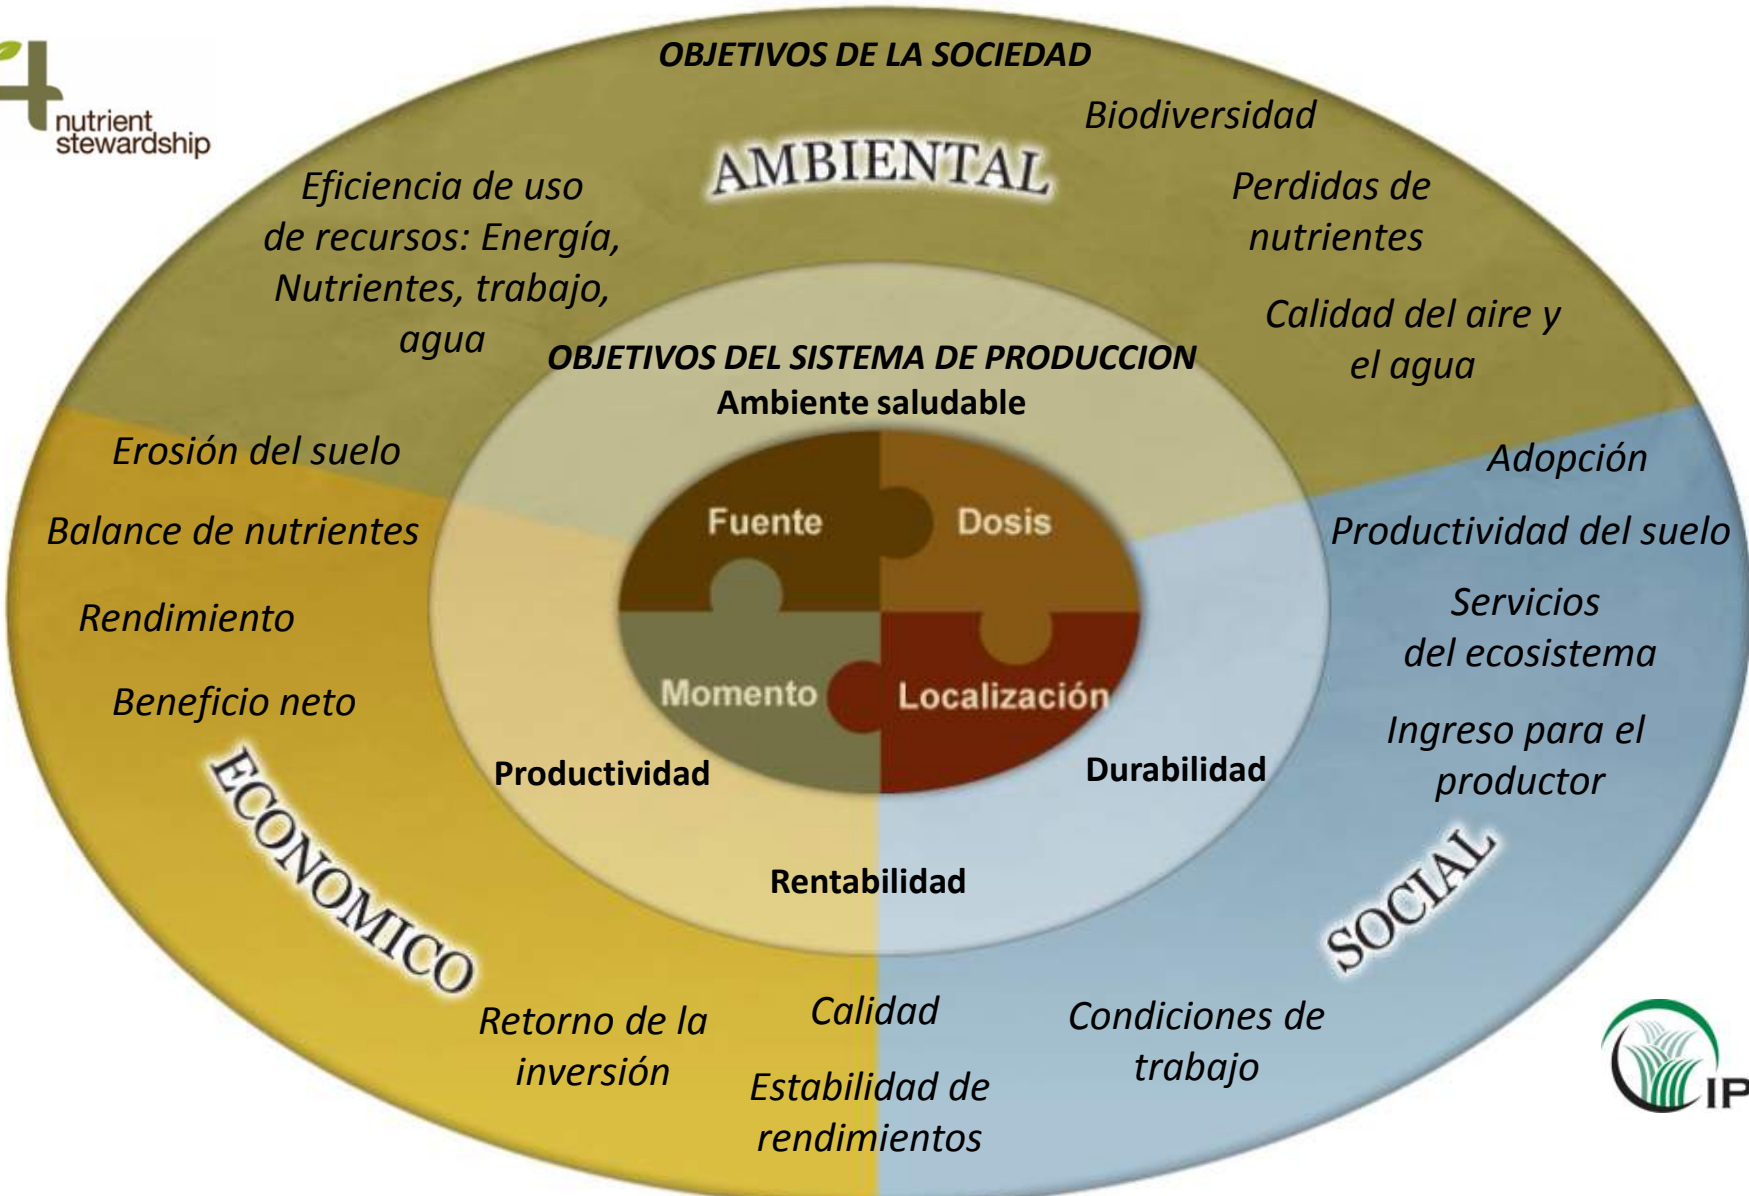 OBJETIVOS DE LA SOCIEDAD
4
nutrient
stewardship
AMBIENTAL
Biodiversidad
Eficiencia de uso
de recursos: Energía,
Nutrientes, trabajo,
agua
Perdidas de
nutrientes
Calidad del aire y
el agua
OBJETIVOS DEL SISTEMA DE PRODUCCION
Ambiente saludable
Erosión del suelo
Balance de nutrientes
Rendimiento
Beneficio neto
Fuente
Dosis
Momento
Localización
Adopción
Productividad del suelo
Servicios
del ecosistema
Ingreso para el
productor
Productividad
Durabilidad
Rentabilidad
ECONOMICO
SOCIAL
Retorno de la
inversión
Calidad
Estabilidad de
rendimientos
Condiciones de
trabajo
IP